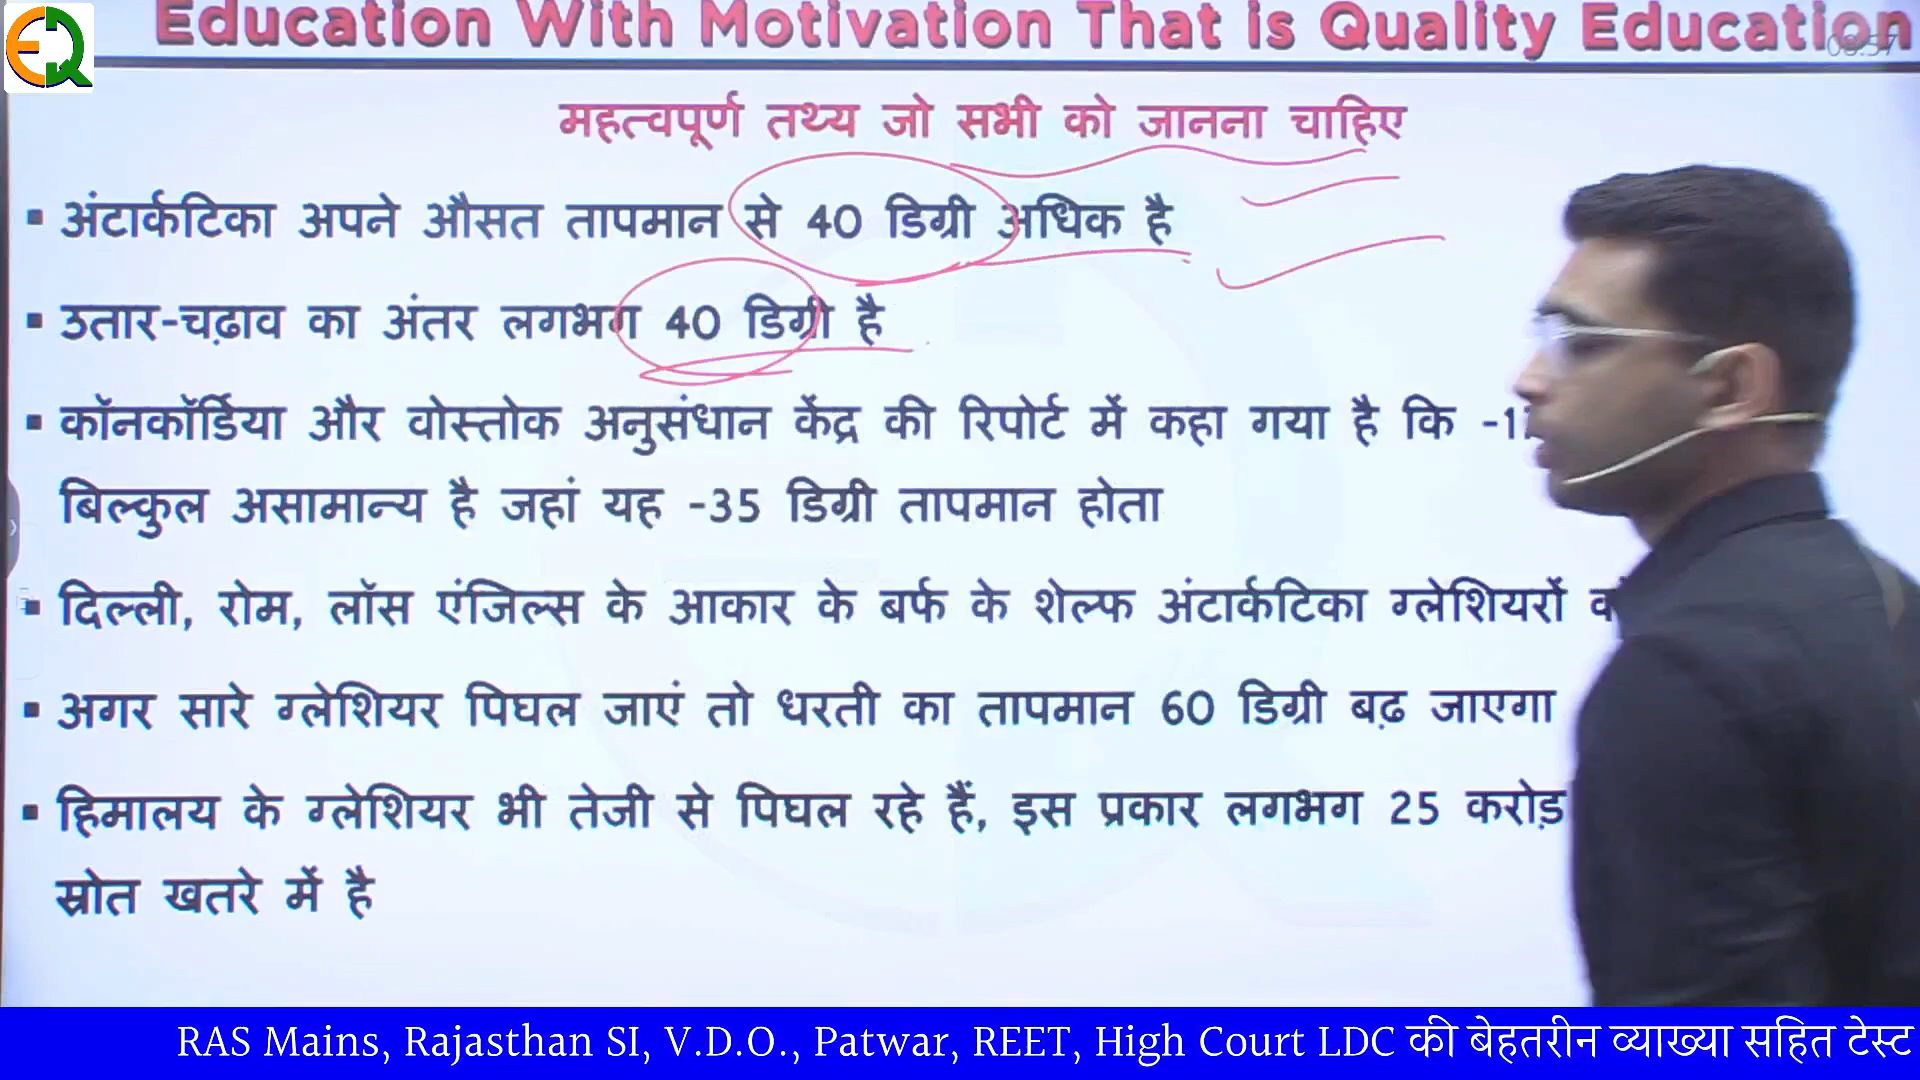 EQ
Education With Motivation That is Quality Education
08:57
महत्वपूर्ण तथ्य जो सभी को जानना चाहिए
अंटार्कटिका अपने औसत तापमान से 40 डिग्री अधिक है
उतार-चढ़ाव का अंतर लगभग 40 डिग्री है
कॉनकॉर्डिया और वोस्तोक अनुसंधान केंद्र की रिपोर्ट में कहा गया है कि
बिल्कुल असामान्य है जहां यह -35 डिग्री तापमान होता
दिल्ली, रोम, लॉस एंजिल्स के आकार के बर्फ के शेल्फ अंटार्कटिका ग्लेशियरों
अगर सारे ग्लेशियर पिघल जाएं तो धरती का तापमान 60 डिग्री बढ़ जाएगा
हिमालय के ग्लेशियर भी तेजी से पिघल रहे हैं, इस प्रकार लगभग 25 करोड़
स्रोत खतरे में है
RAS Mains, Rajasthan SI, V.D.O., Patwar, REET, High Court LDC की बेहतरीन व्याख्या सहित टेस्ट